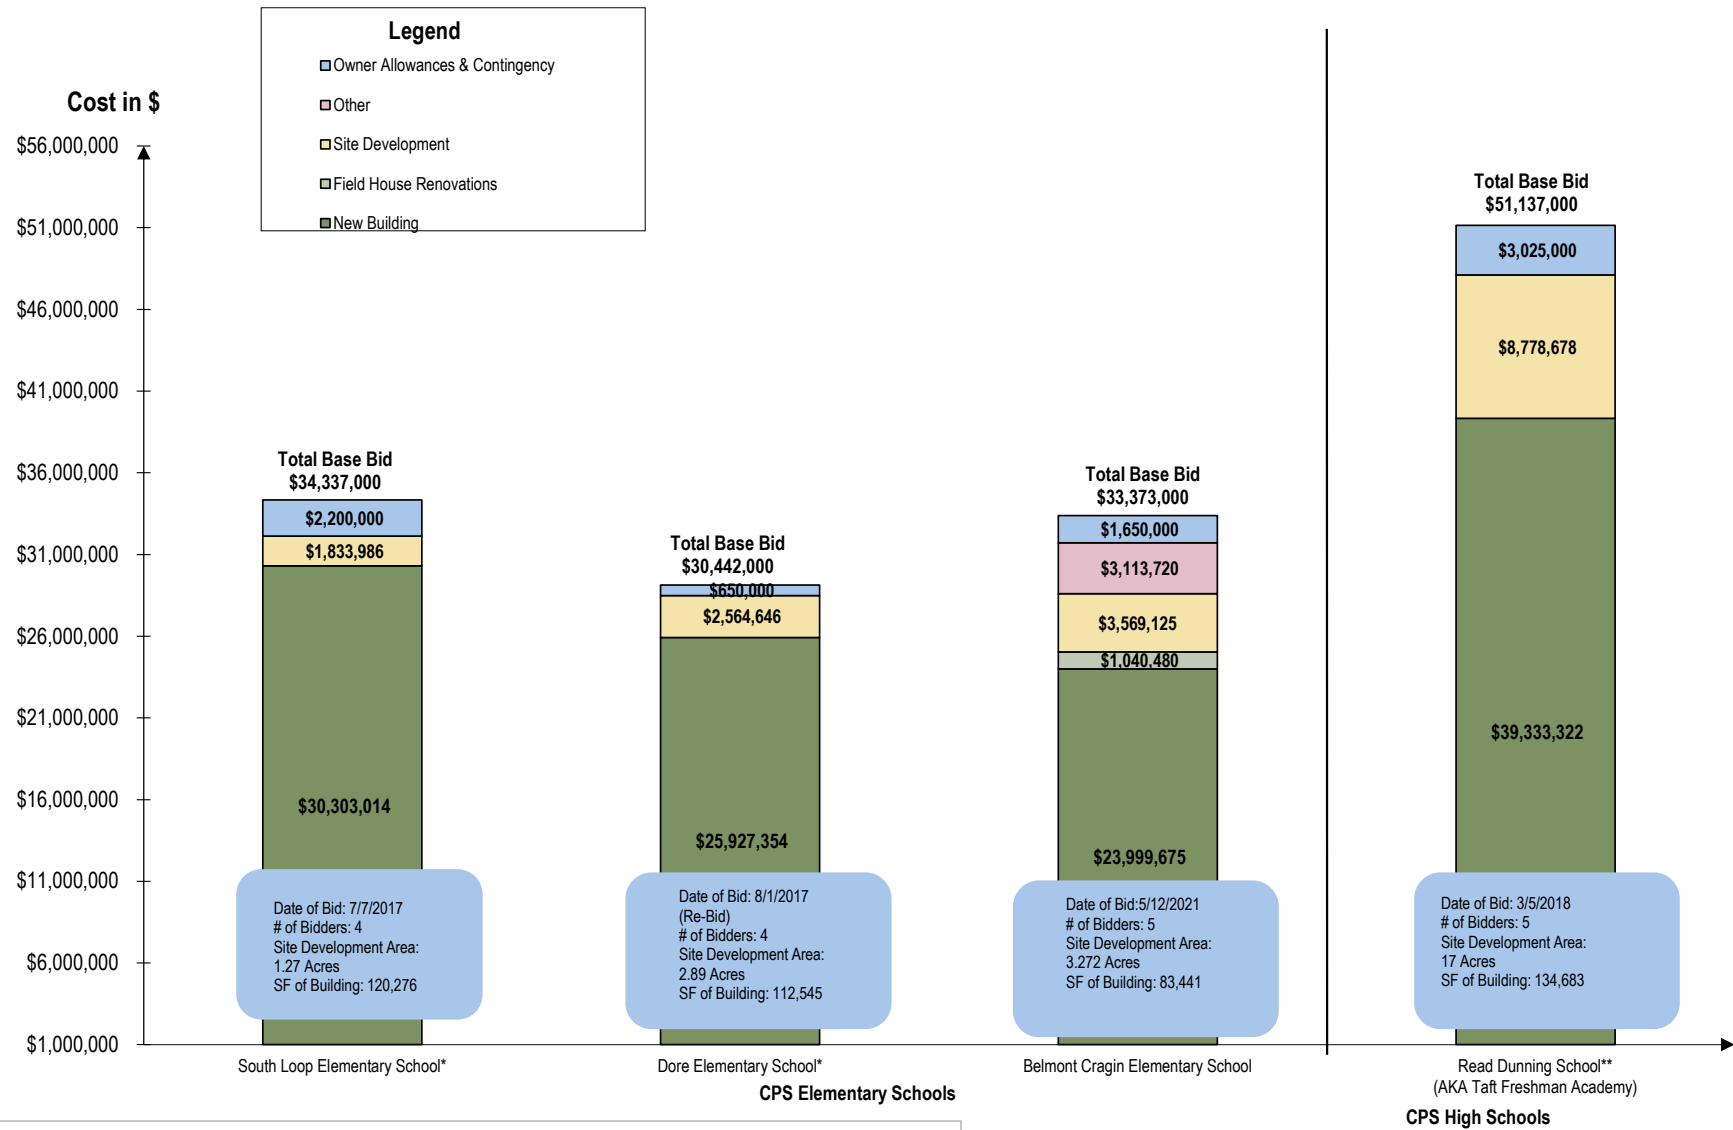 Legend
Owner Allowances & Contingency
Other
Site Development
Field House Renovations
New Building
Cost in $
$56,000,000
$51,000,000
$46,000,000
$41,000,000
$36,000,000
$31,000,000
$26,000,000
$21,000,000
$16,000,000
$11,000,000
$6,000,000
$1,000,000
Total Base Bid
$34,337,000
$2,200,000
$1,833,986
$30,303,014
Date of Bid: 7/7/2017
# of Bidders: 4
Site Development Area:
1.27 Acres
SF of Building: 120,276
South Loop Elementary School*
Total Base Bid
$30,442,000
$650,000
$2,564,646
$25,927,354
Date of Bid: 8/1/2017
(Re-Bid)
# of Bidders: 4
Site Development Area:
2.89 Acres
SF of Building: 112,545
Dore Elementary School*
Total Base Bid
$33,373,000
$1,650,000
$3,113,720
$3,569,125
$1,040,480
$23,999,675
Date of Bid:5/12/2021
# of Bidders: 5
Site Development Area:
3.272 Acres
SF of Building: 83,441
Belmont Cragin Elementary School
CPS Elementary Schools
Total Base Bid
$51,137,000
$3,025,000
$8,778,678
$39,333,322
Date of Bid: 3/5/2018
# of Bidders: 5
Site Development Area:
17 Acres
SF of Building: 134,683
Read Dunning School**
(AKA Taft Freshman Academy)
CPS High Schools